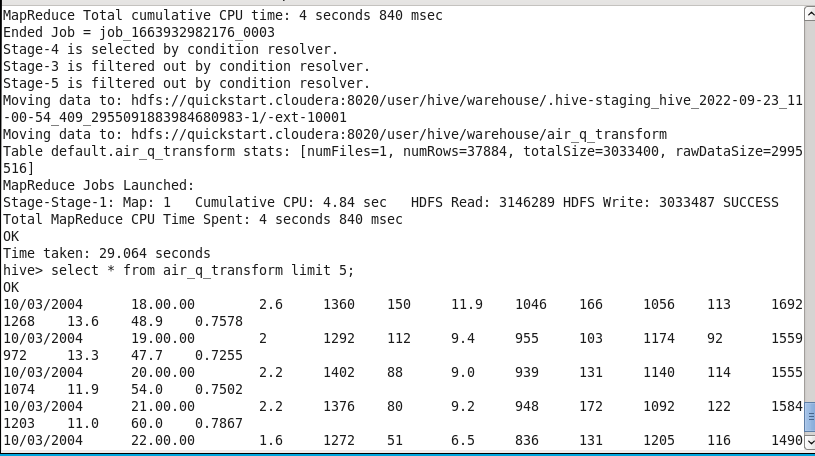 MapReduce Total cumulative CPU time: 4 seconds 840 msec
Ended Job = job_1663932982176_0003
Stage-4 is selected by condition resolver.
Stage-3 is filtered out by condition resolver.
Stage-5 is filtered out by condition resolver.
Moving data to: hdfs://quickstart.cloudera:8020/user/hive/warehouse/.hive-staging_hive_2022-09-23_11
-00-54_409_2955091883984680983-1/-ext-10001
Moving data to: hdfs://quickstart.cloudera:8020/user/hive/warehouse/air_q_transform
Table default.air_q_transform stats: [numFiles=1, numRows=37884, totalSize=3033400, rawDataSize=2995
516]
MapReduce Jobs Launched:
Stage-Stage-1: Map: 1   Cumulative CPU: 4.84 sec   HDFS Read: 3146289 HDFS Write: 3033487 SUCCESS
Total MapReduce CPU Time Spent: 4 seconds 840 msec
OK
Time taken: 29.064 seconds
hive> select * from air_q_transform limit 5;
OK
10/03/2004      18.00.00        2.6     1360    150     11.9    1046    166     1056    113     1692
1268    13.6    48.9    0.7578
10/03/2004      19.00.00        2       1292    112     9.4     955     103     1174    92      1559
972     13.3    47.7    0.7255
10/03/2004      20.00.00        2.2     1402    88      9.0     939     131     1140    114     1555
1074    11.9    54.0    0.7502
10/03/2004      21.00.00        2.2     1376    80      9.2     948     172     1092    122     1584
1203    11.0    60.0    0.7867
10/03/2004      22.00.00        1.6     1272    51      6.5     836     131     1205    116     1490